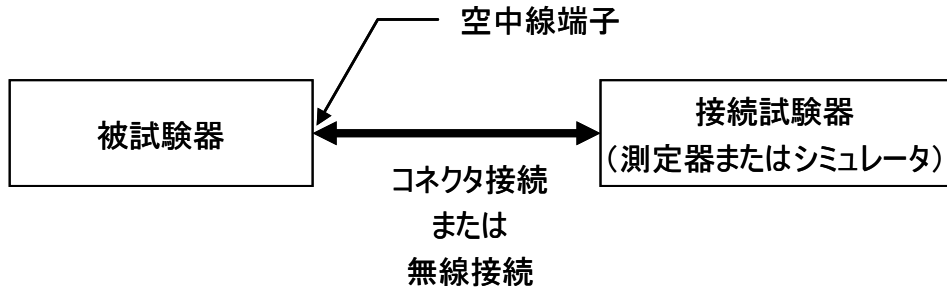 空中線端子
被試験器
接続試験器
（測定器またはシミュレータ）
コネクタ接続
または
無線接続